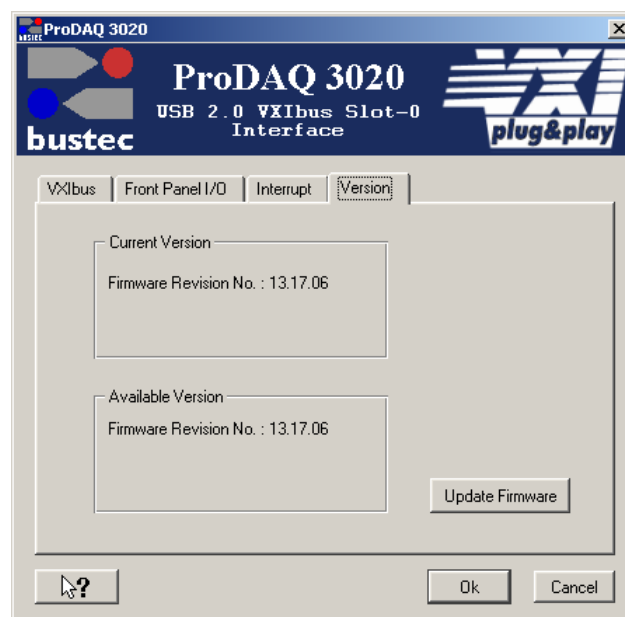 ProDAQ 3020
ProDAQ 3020
USB 2.0 VXIbus Slot-0
Interface
bustec
VXI
plug&play
VXIbus
Front Panel I/O
Interrupt
Version
Current Version
Firmware Revision No. : 13.17.06
Available Version
Firmware Revision No. : 13.17.06
Update Firmware
?
Ok
Cancel